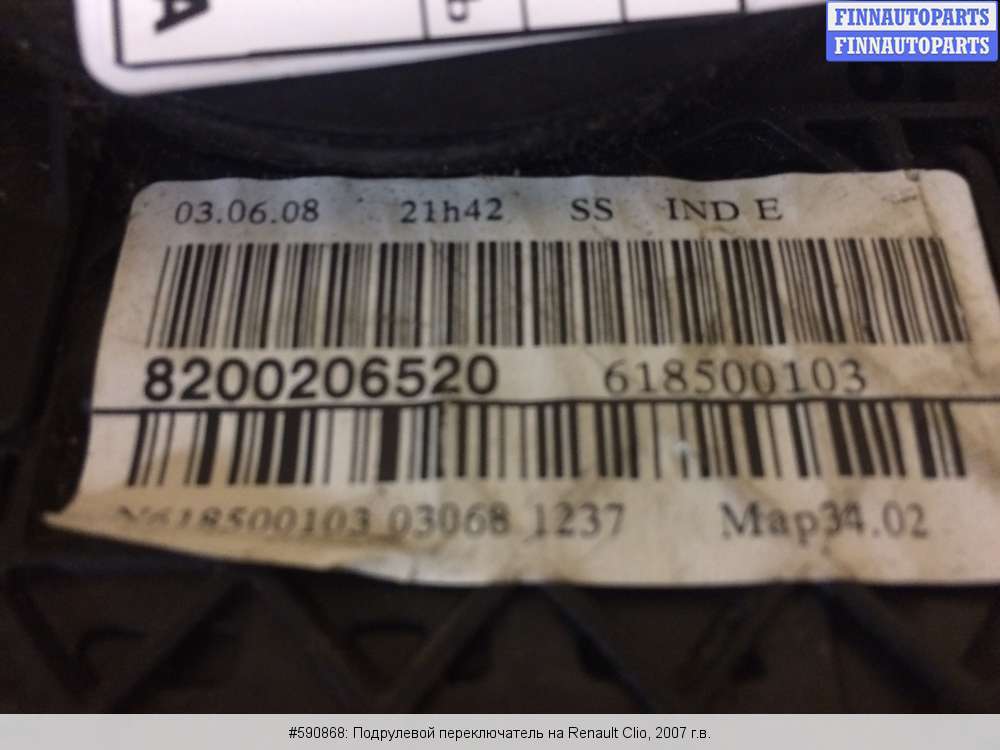 FINNAUTOPARTS
FINNAUTOPARTS
03.06.08 21h42 SS IND E
8200206520 618500103
N618500103 03068 1237 Map34.02
#590868: Подрулевой переключатель на Renault Clio, 2007 г.в.